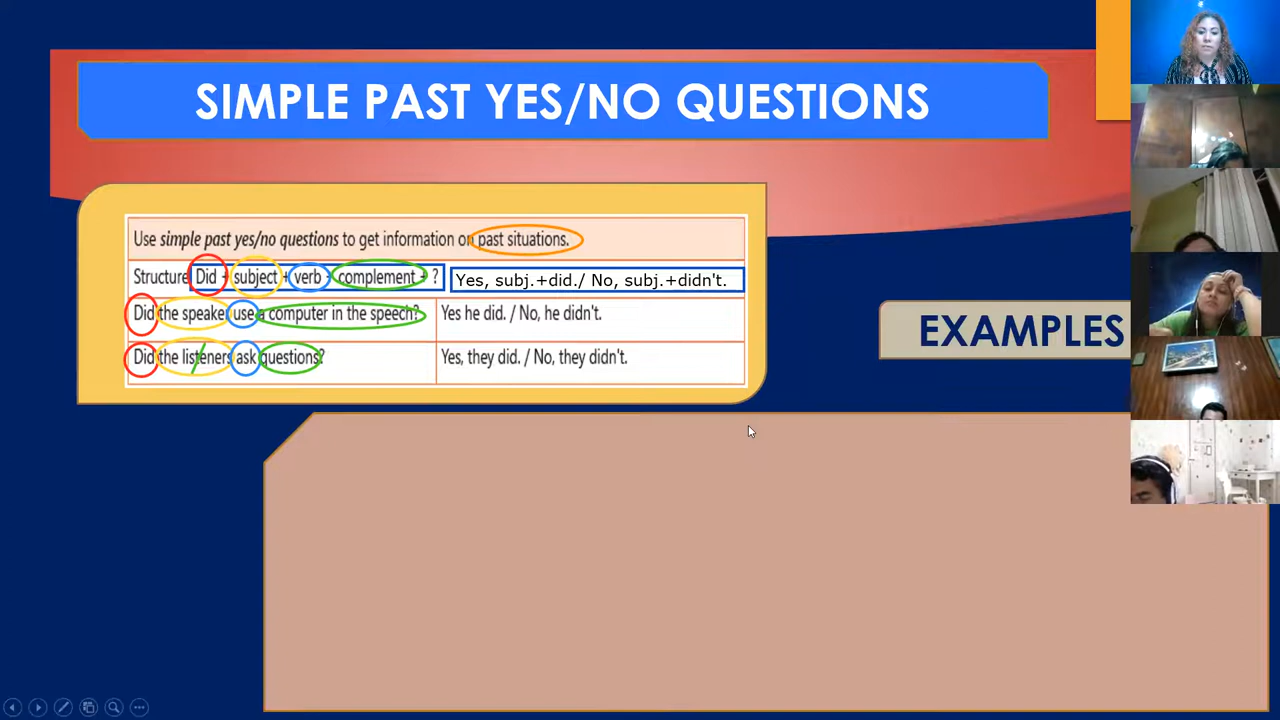 SIMPLE PAST YES/NO QUESTIONS
Use simple past yes/no questions to get information on past situations.
Structure Did + subject + verb + complement + ?
Yes, subj.+did./ No, subj.+didn't.
Did the speaker use a computer in the speech?
Yes he did. / No, he didn't.
Did the listeners ask questions?
Yes, they did. / No, they didn't.
EXAMPLES